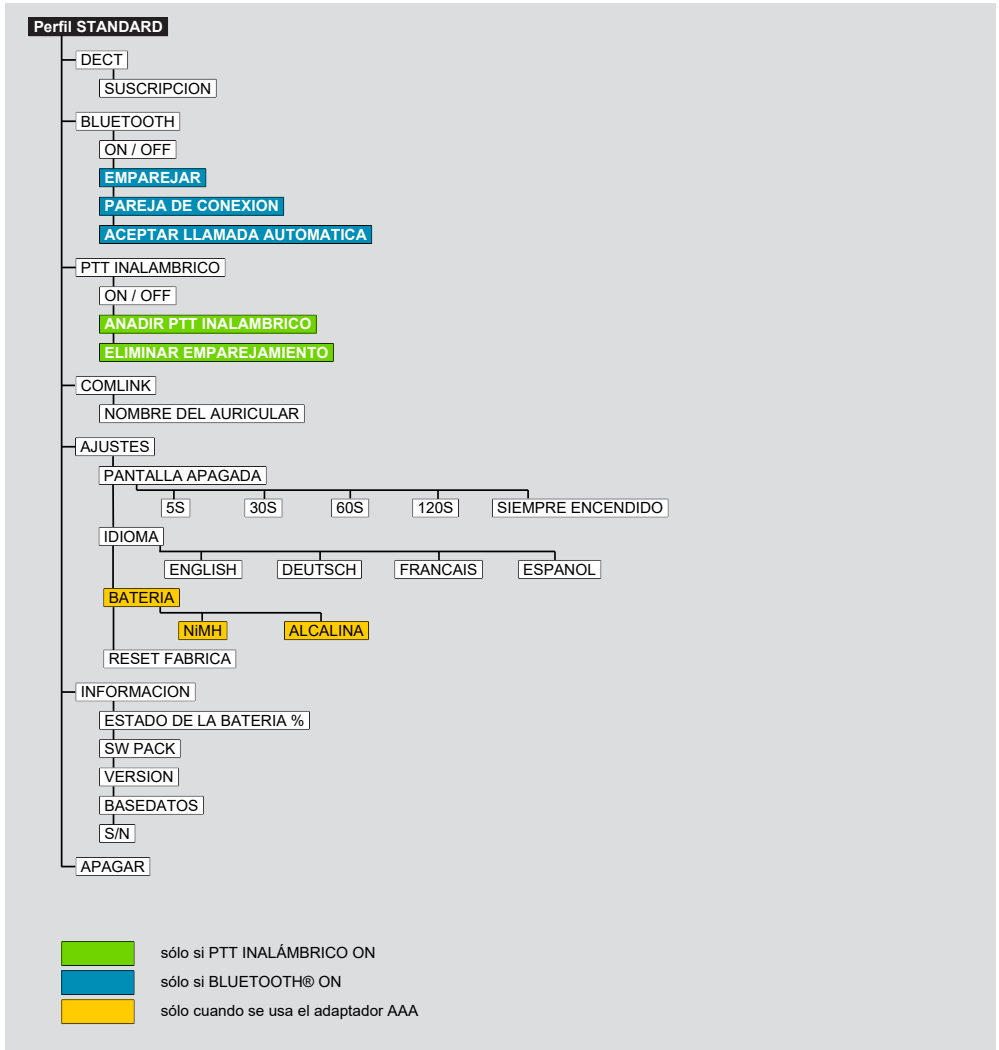 Perfil STANDARD
DECT
SUSCRIPCION
BLUETOOTH
ON / OFF
EMPAREJAR
PAREJA DE CONEXION
ACEPTAR LLAMADA AUTOMATICA
PTT INALAMBRICO
ON / OFF
ANADIR PTT INALAMBRICO
ELIMINAR EMPAREJAMIENTO
COMLINK
NOMBRE DEL AURICULAR
AJUSTES
PANTALLA APAGADA
5S 30S 60S 120S SIEMPRE ENCENDIDO
IDIOMA
ENGLISH DEUTSCH FRANCAIS ESPANOL
BATERIA
NiMH ALCALINA
RESET FABRICA
INFORMACION
ESTADO DE LA BATERIA %
SW PACK
VERSION
BASEDATOS
S/N
APAGAR
sólo si PTT INALÁMBRICO ON
sólo si BLUETOOTH® ON
sólo cuando se usa el adaptador AAA